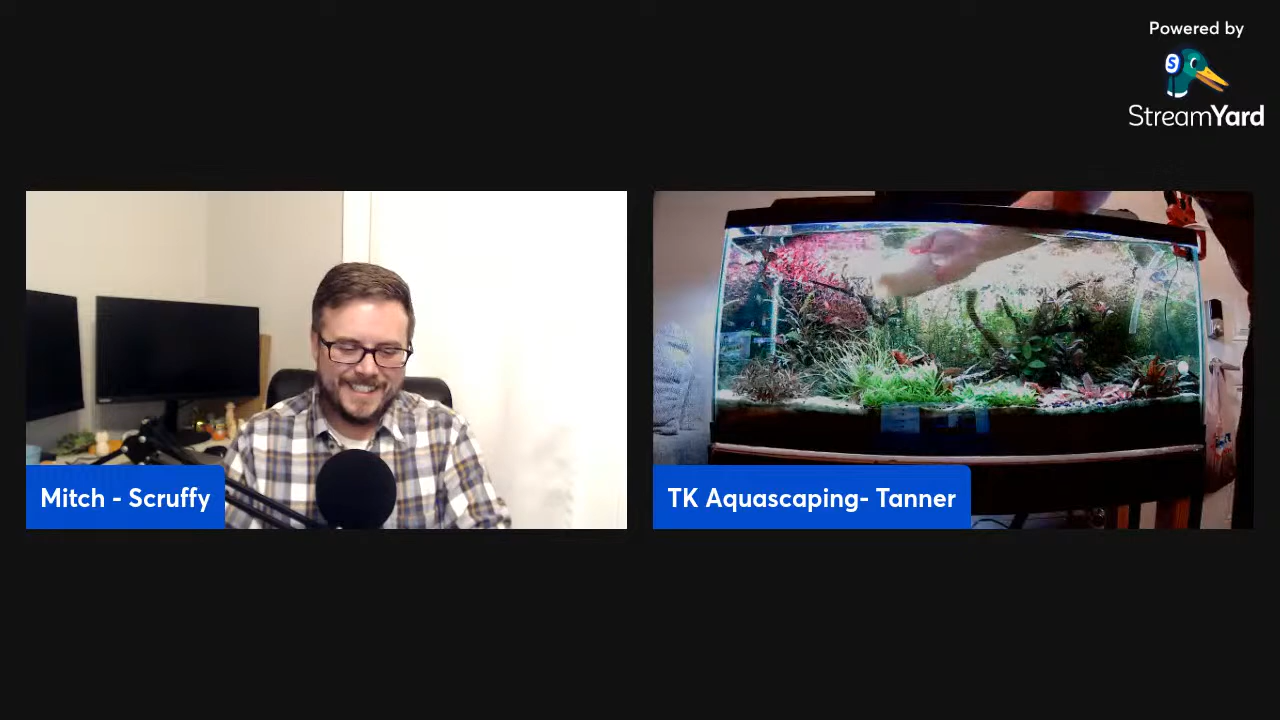 Powered by
S
StreamYard
Mitch - Scruffy
TK Aquascaping- Tanner